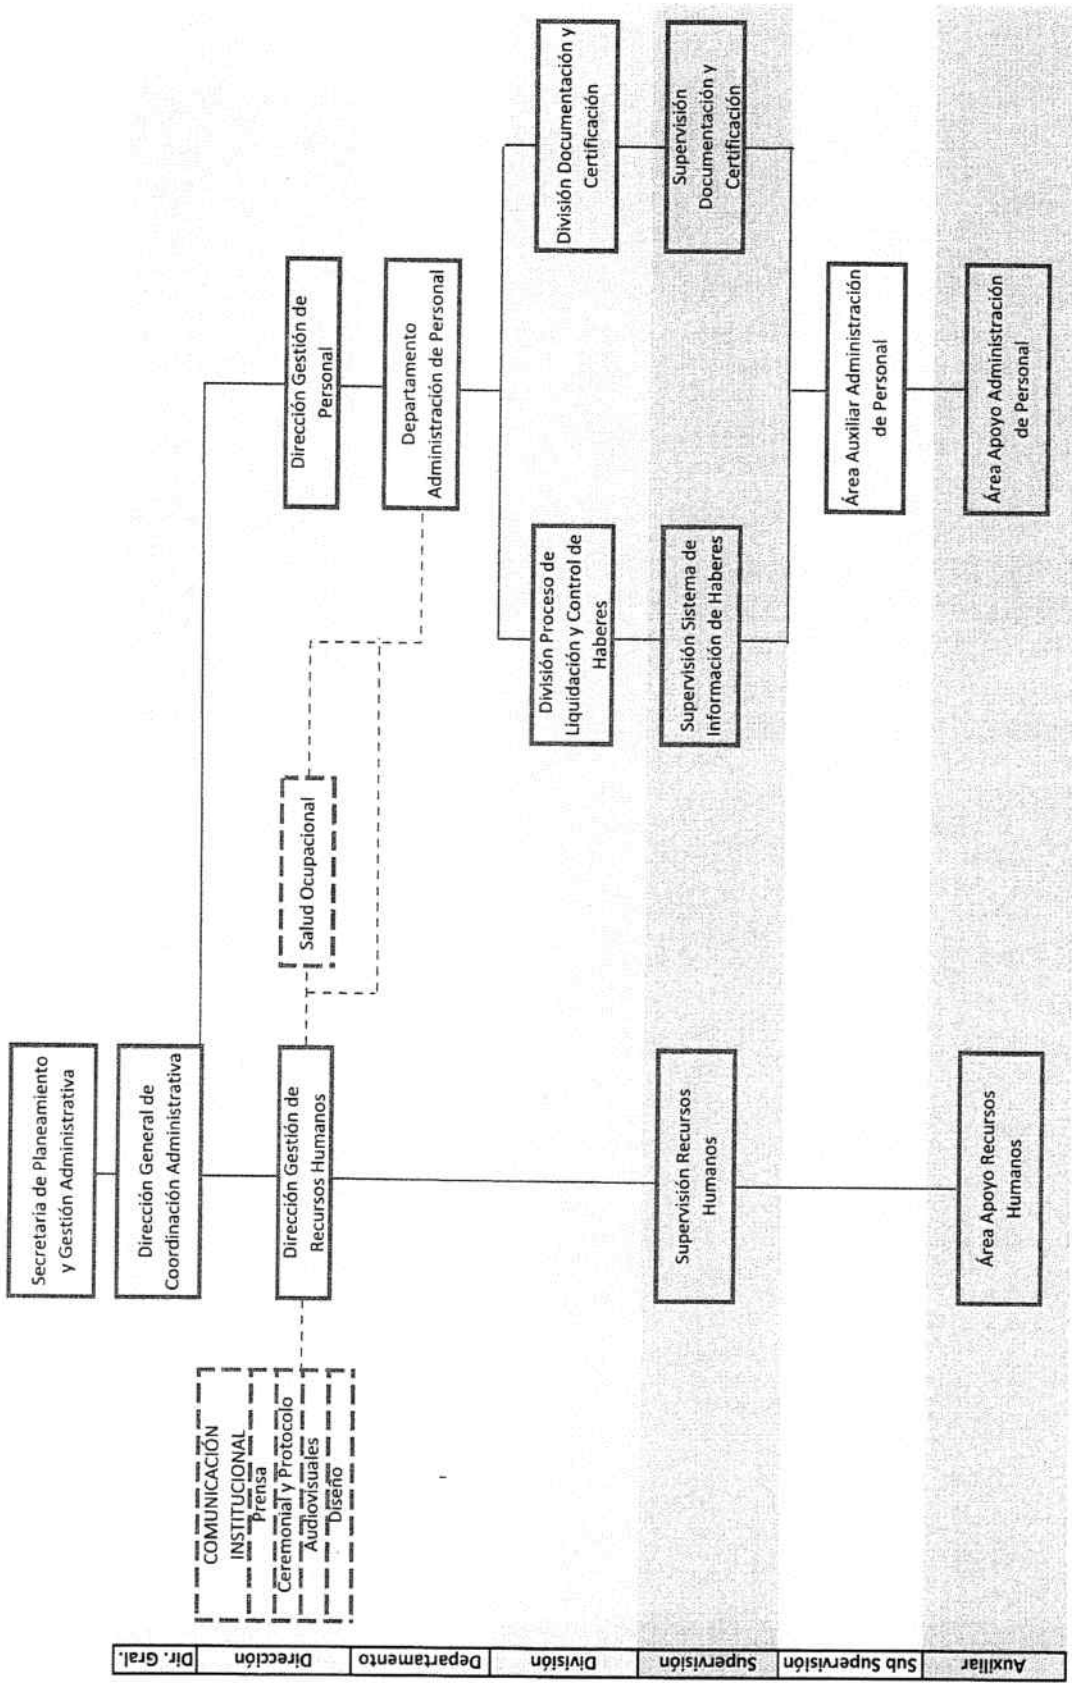 Secretaria de Planeamiento
y Gestión Administrativa
Dirección General de
Coordinación Administrativa
COMUNICACIÓN
INSTITUCIONAL
Prensa
Ceremonial y Protocolo
Audiovisuales
Diseño
Dirección Gestión de
Recursos Humanos
Salud Ocupacional
Dirección Gestión de
Personal
Departamento
Administración de Personal
División Proceso de
Liquidación y Control de
Haberes
División Documentación y
Certificación
Supervisión Recursos
Humanos
Supervisión Sistema de
Información de Haberes
Supervisión
Documentación y
Certificación
Área Auxiliar Administración
de Personal
Área Apoyo Recursos
Humanos
Área Apoyo Administración
de Personal
Dir. Gral.
Dirección
Departamento
División
Supervisión
Sub Supervisión
Auxiliar